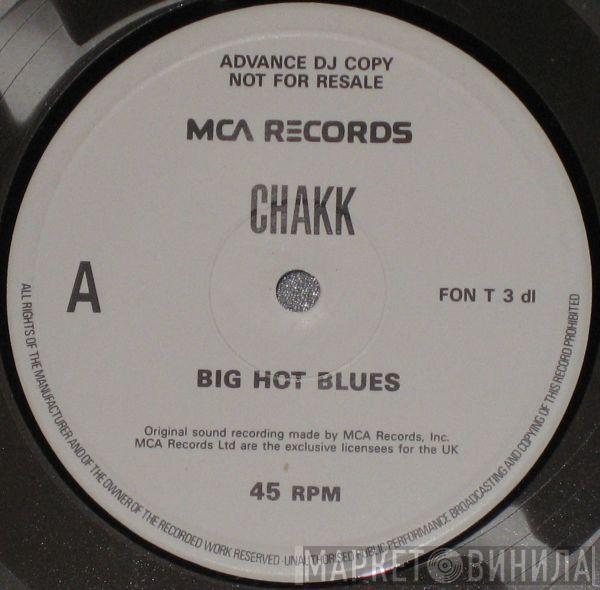 ADVANCE DJ COPY
NOT FOR RESALE
MCA RECORDS
CHAKK
A
FON T 3 dl
BIG HOT BLUES
Original sound recording made by MCA Records, Inc.
MCA Records Ltd are the exclusive licensees for the UK
45 RPM
ALL RIGHTS OF THE MANUFACTURER AND OF THE OWNER OF THE RECORDED WORK RESERVED · UNAUTHORISED PUBLIC PERFORMANCE BROADCASTING AND COPYING OF THIS RECORD PROHIBITED
МАРКЕТ ВИНИЛА